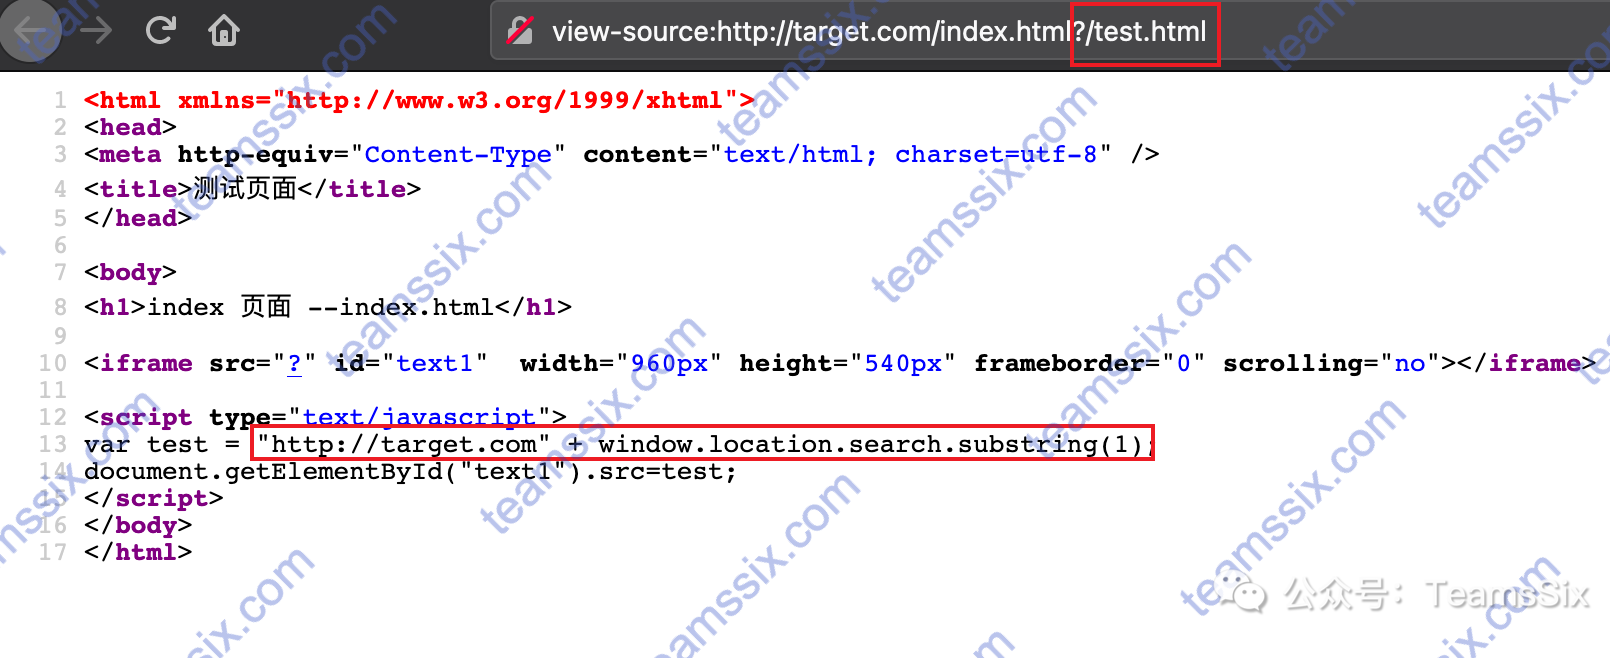 view-source:http://target.com/index.html?/test.html
1 <html xmlns="http://www.w3.org/1999/xhtml">
2 <head>
3 <meta http-equiv="Content-Type" content="text/html; charset=utf-8" />
4 <title>测试页面</title>
5 </head>
6
7 <body>
8 <h1>index 页面 --index.html</h1>
9
10 <iframe src="?" id="text1"  width="960px" height="540px" frameborder="0" scrolling="no"></iframe>
11
12 <script type="text/javascript">
13 var test = "http://target.com" + window.location.search.substring(1);
14 document.getElementById("text1").src=test;
15 </script>
16 </body>
17 </html>
公众号：TeamsSix
teamssix.com